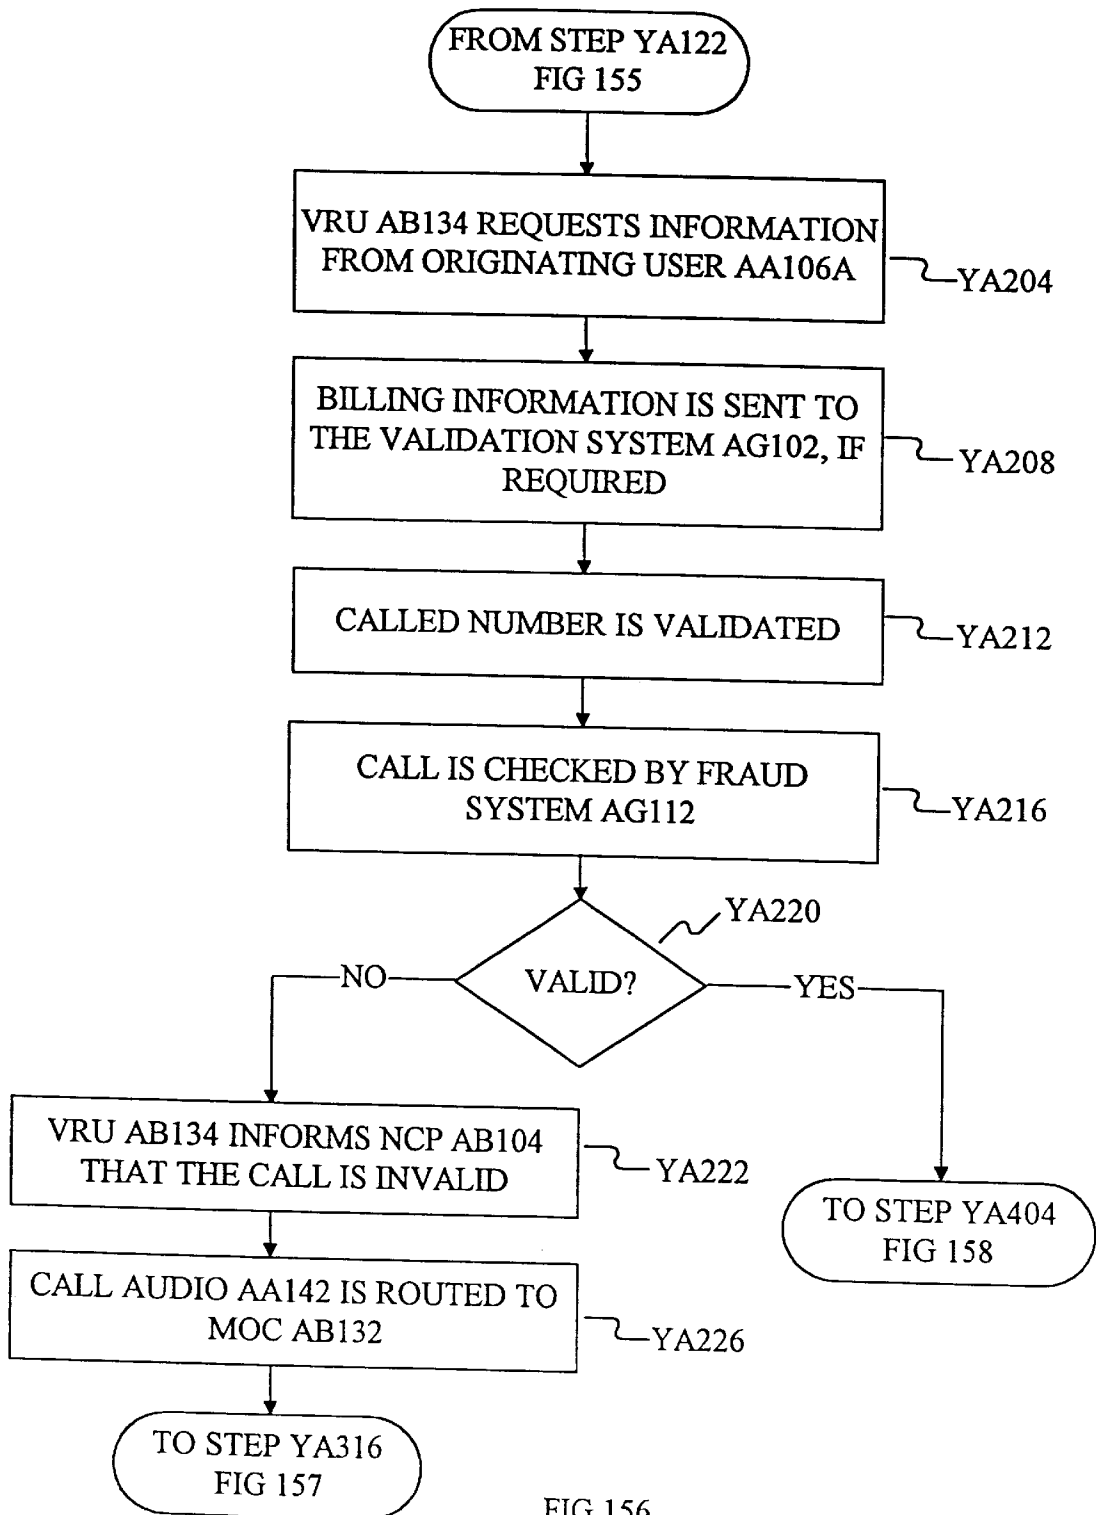 FROM STEP YA122
FIG 155
VRU AB134 REQUESTS INFORMATION
FROM ORIGINATING USER AA106A
YA204
BILLING INFORMATION IS SENT TO
THE VALIDATION SYSTEM AG102, IF
REQUIRED
YA208
CALLED NUMBER IS VALIDATED
YA212
CALL IS CHECKED BY FRAUD
SYSTEM AG112
YA216
YA220
VALID?
NO
YES
VRU AB134 INFORMS NCP AB104
THAT THE CALL IS INVALID
YA222
TO STEP YA404
FIG 158
CALL AUDIO AA142 IS ROUTED TO
MOC AB132
YA226
TO STEP YA316
FIG 157
FIG 156